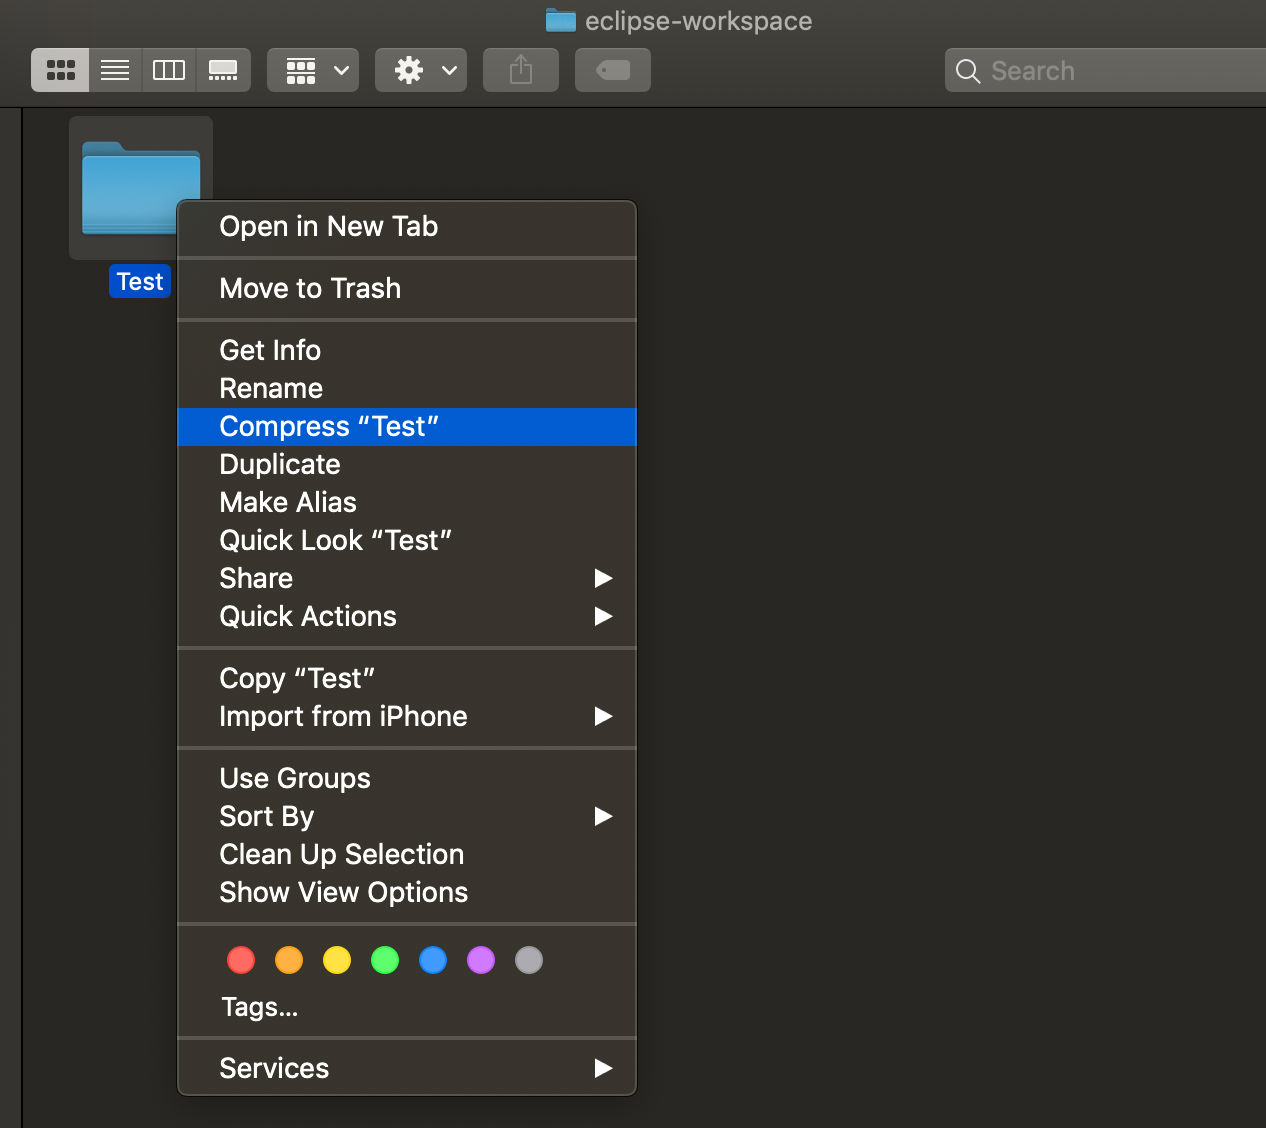 eclipse-workspace
Search
Test
Open in New Tab
Move to Trash
Get Info
Rename
Compress “Test”
Duplicate
Make Alias
Quick Look “Test”
Share
Quick Actions
Copy “Test”
Import from iPhone
Use Groups
Sort By
Clean Up Selection
Show View Options
Tags...
Services